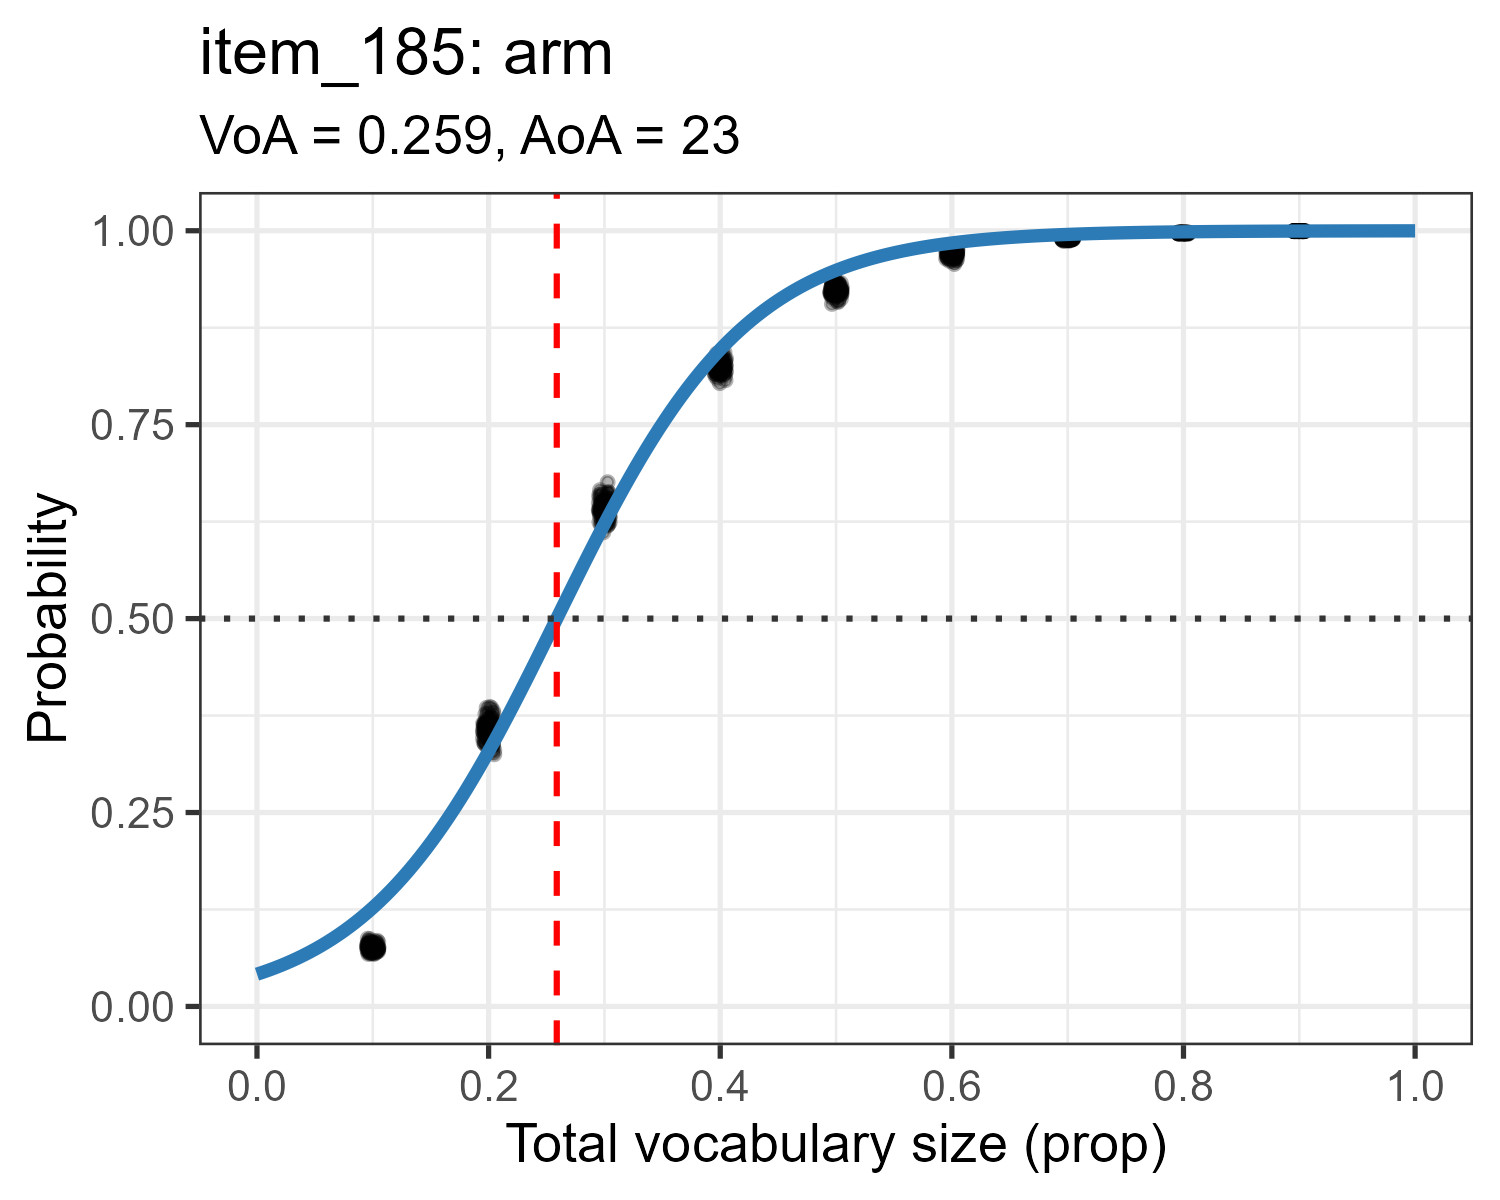 item_185: arm
VoA = 0.259, AoA = 23
1.00
0.75
0.50
0.25
0.00
Probability
0.0 0.2 0.4 0.6 0.8 1.0
Total vocabulary size (prop)